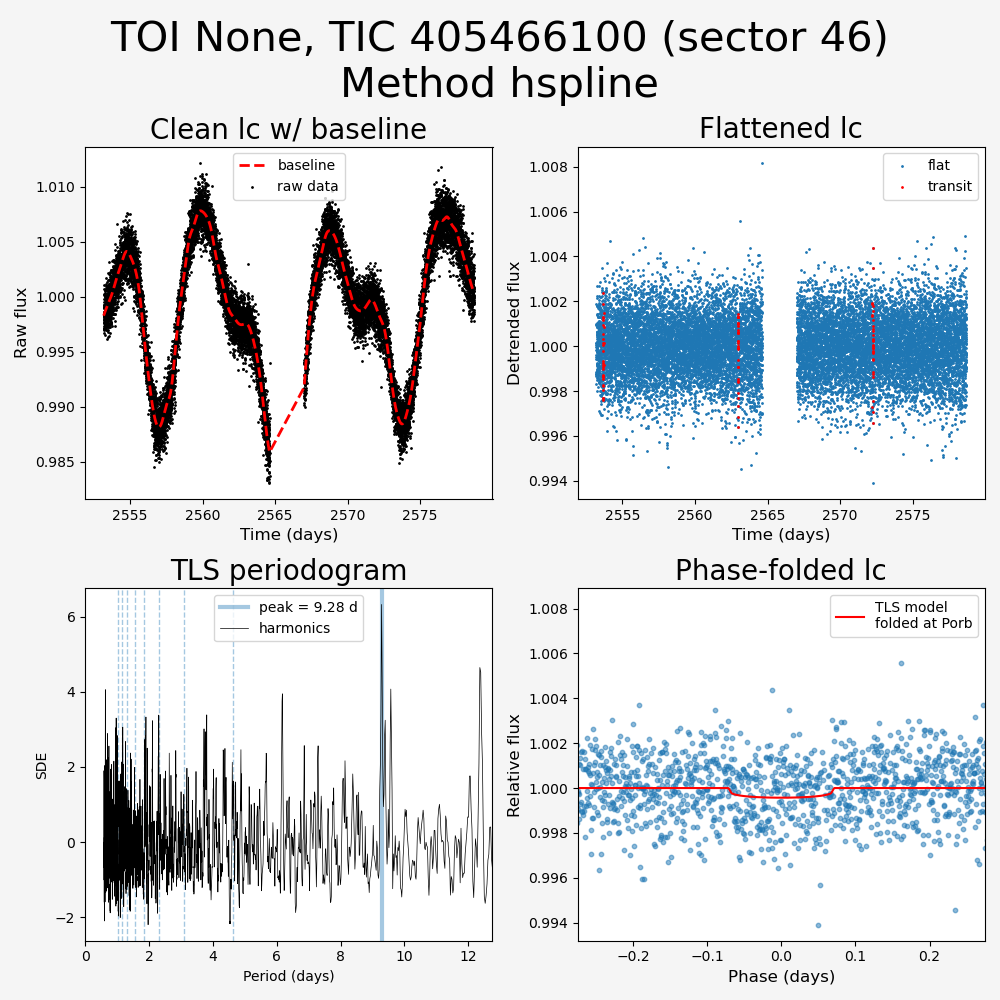 TOI None, TIC 405466100 (sector 46)
Method hspline
Clean lc w/ baseline
baseline
raw data
Raw flux
1.010
1.005
1.000
0.995
0.990
0.985
2555
2560
2565
2570
2575
Time (days)
Flattened lc
flat
transit
Detrended flux
1.008
1.006
1.004
1.002
1.000
0.998
0.996
0.994
2555
2560
2565
2570
2575
Time (days)
TLS periodogram
peak = 9.28 d
harmonics
SDE
6
4
2
0
−2
0
2
4
6
8
10
12
Period (days)
Phase-folded lc
TLS model
folded at Porb
Relative flux
1.008
1.006
1.004
1.002
1.000
0.998
0.996
0.994
−0.2
−0.1
0.0
0.1
0.2
Phase (days)